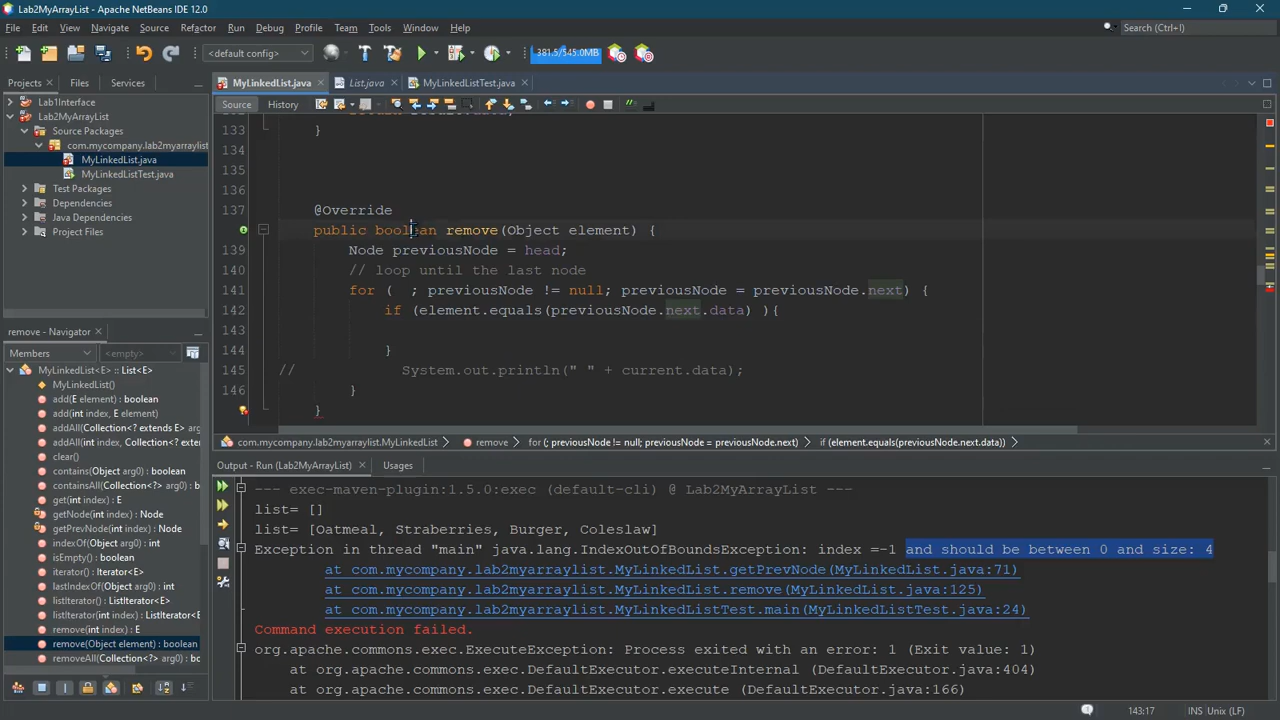 Lab2MyArrayList - Apache NetBeans IDE 12.0
File Edit View Navigate Source Refactor Run Debug Profile Team Tools Window Help
Search (Ctrl+I)
<default config>
381.5/545.0MB
Projects Files Services
MyLinkedList.java List.java MyLinkedListTest.java
Source History
Lab1Interface
Lab2MyArrayList
Source Packages
com.mycompany.lab2myarraylist
MyLinkedList.java
MyLinkedListTest.java
Test Packages
Dependencies
Java Dependencies
Project Files
133 }
134
135
136
137 @Override
public boolean remove(Object element) {
139 Node previousNode = head;
140 // loop until the last node
141 for ( ; previousNode != null; previousNode = previousNode.next) {
142 if (element.equals(previousNode.next.data) ){
143
144 }
145 // System.out.println(" " + current.data);
146 }
}
com.mycompany.lab2myarraylist.MyLinkedList remove for (; previousNode != null; previousNode = previousNode.next) if (element.equals(previousNode.next.data))
remove - Navigator
Members <empty>
MyLinkedList<E> :: List<E>
MyLinkedList()
add(E element) : boolean
add(int index, E element)
addAll(Collection<? extends E>
addAll(int index, Collection<?
clear()
contains(Object arg0) : boolean
containsAll(Collection<?> arg0)
get(int index) : E
getNode(int index) : Node
getPrevNode(int index) : Node
indexOf(Object arg0) : int
isEmpty() : boolean
iterator() : Iterator<E>
lastIndexOf(Object arg0) : int
listIterator() : ListIterator<E>
listIterator(int index) : ListIterator
remove(int index) : E
remove(Object element) : boolean
removeAll(Collection<?> arg0)
Output - Run (Lab2MyArrayList) Usages
--- exec-maven-plugin:1.5.0:exec (default-cli) @ Lab2MyArrayList ---
list= []
list= [Oatmeal, Straberries, Burger, Coleslaw]
Exception in thread "main" java.lang.IndexOutOfBoundsException: index =-1 and should be between 0 and size: 4
at com.mycompany.lab2myarraylist.MyLinkedList.getPrevNode(MyLinkedList.java:71)
at com.mycompany.lab2myarraylist.MyLinkedList.remove(MyLinkedList.java:125)
at com.mycompany.lab2myarraylist.MyLinkedListTest.main(MyLinkedListTest.java:24)
Command execution failed.
org.apache.commons.exec.ExecuteException: Process exited with an error: 1 (Exit value: 1)
at org.apache.commons.exec.DefaultExecutor.executeInternal (DefaultExecutor.java:404)
at org.apache.commons.exec.DefaultExecutor.execute (DefaultExecutor.java:166)
143:17 INS Unix (LF)